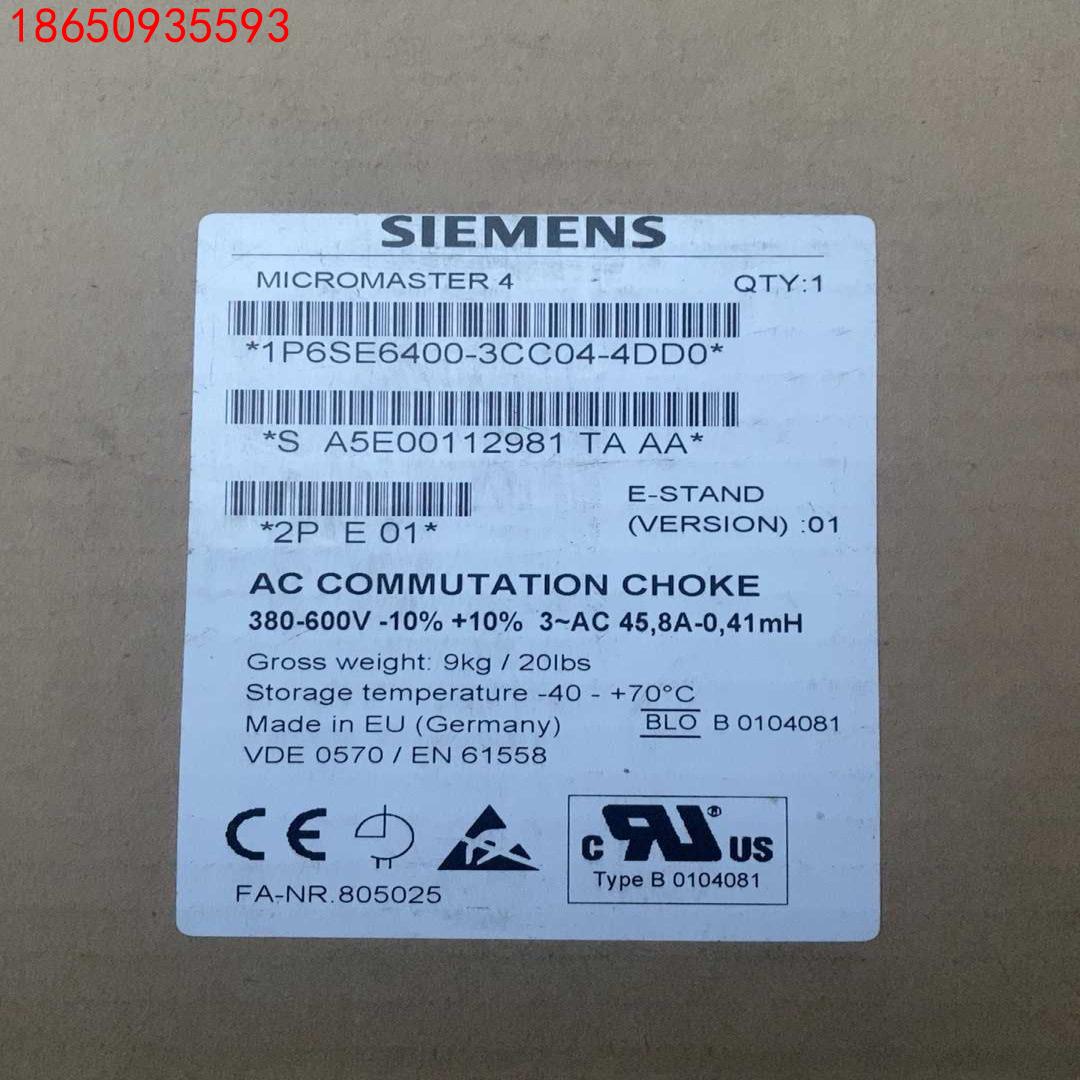 18650935593
SIEMENS
MICROMASTER 4 QTY:1
*1P6SE6400-3CC04-4DD0*
*S A5E00112981 TA AA*
E-STAND
*2P E 01* (VERSION) :01
AC COMMUTATION CHOKE
380-600V -10% +10% 3~AC 45,8A-0,41mH
Gross weight: 9kg / 20lbs
Storage temperature -40 - +70°C
Made in EU (Germany) BLO B 0104081
VDE 0570 / EN 61558
CE c RU ® US
Type B 0104081
FA-NR.805025